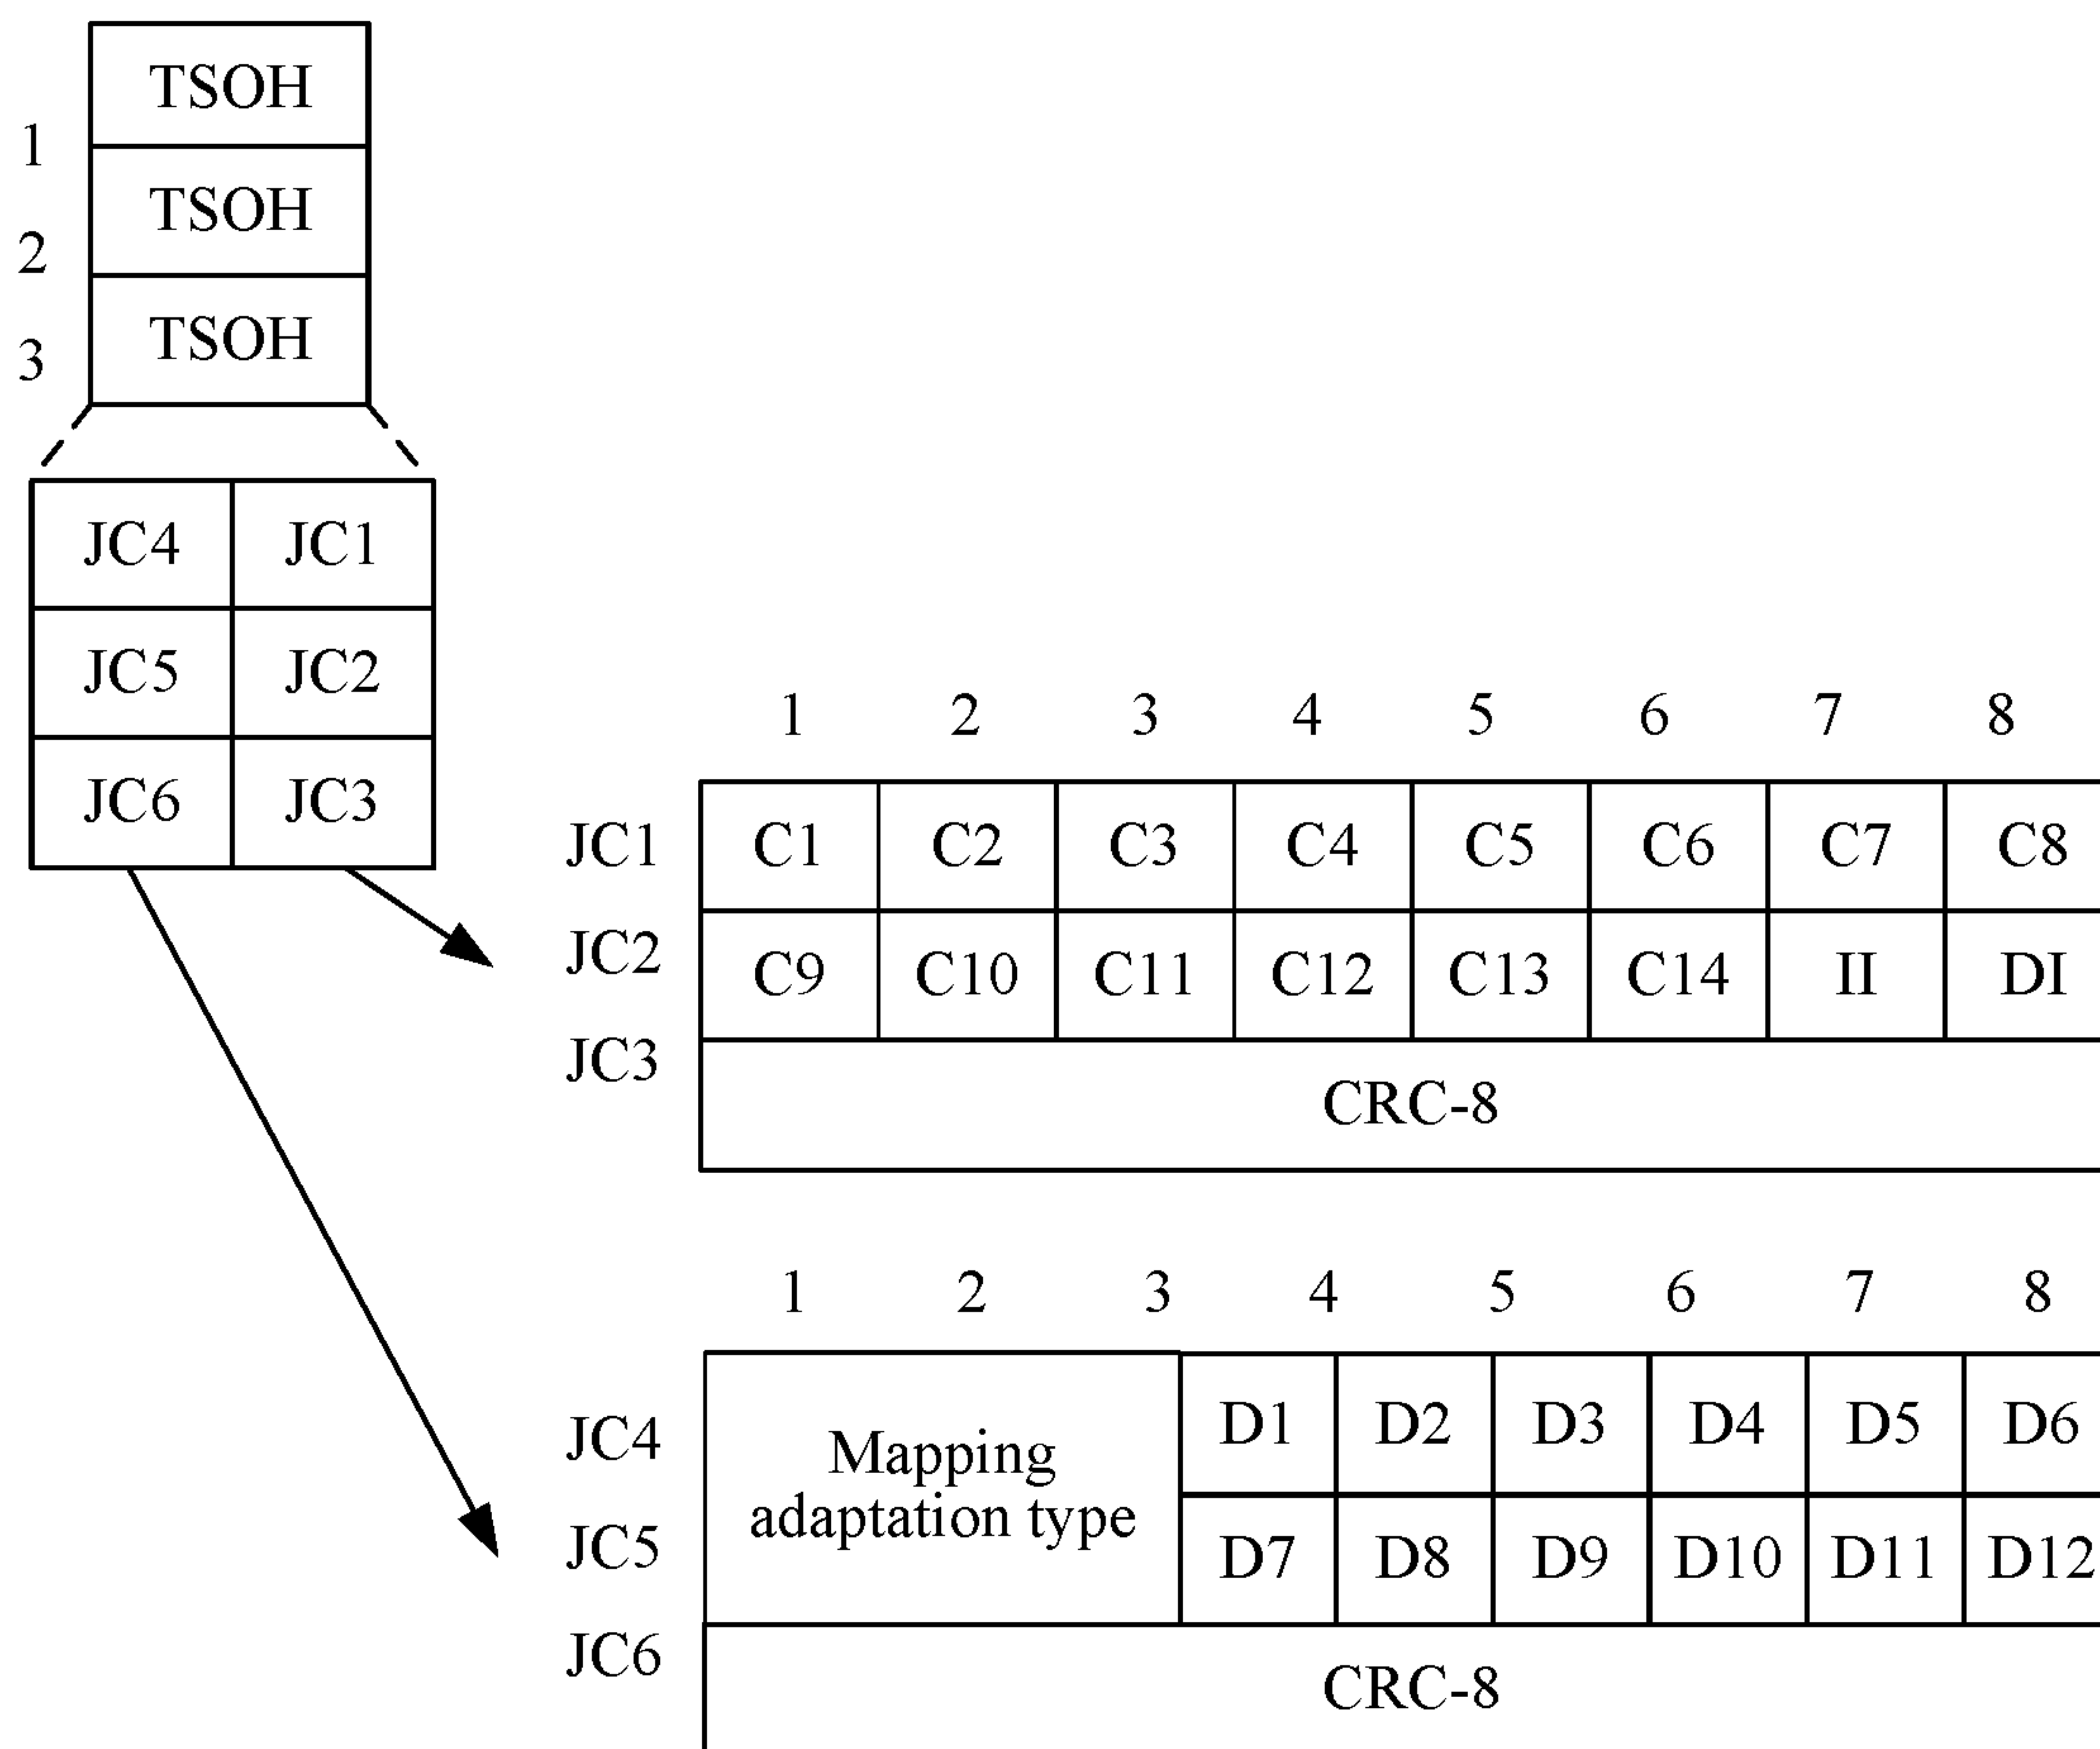 TSOH
1
TSOH
2
TSOH
3
JC4 JC1
JC5 JC2
JC6 JC3
1 2 3 4 5 6 7 8
JC1 C1 C2 C3 C4 C5 C6 C7 C8
JC2 C9 C10 C11 C12 C13 C14 II DI
JC3 CRC-8
1 2 3 4 5 6 7 8
JC4 D1 D2 D3 D4 D5 D6
Mapping
adaptation type
JC5 D7 D8 D9 D10 D11 D12
JC6 CRC-8